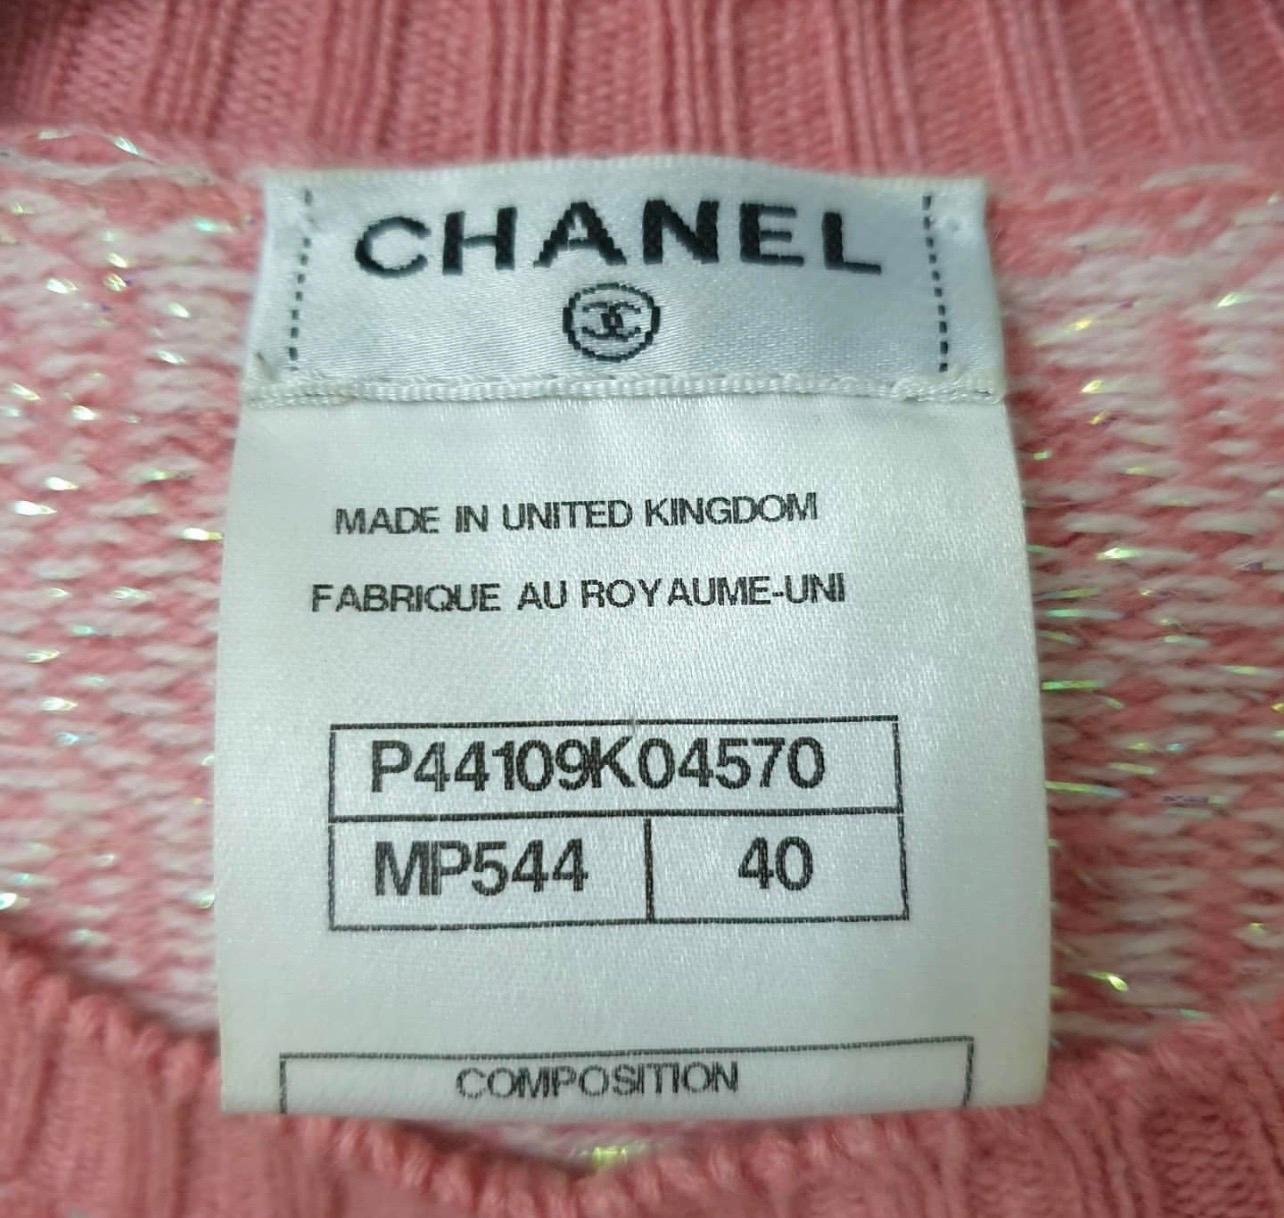 CHANEL
MADE IN UNITED KINGDOM
FABRIQUE AU ROYAUME-UNI
P44109K04570
MP544 40
COMPOSITION